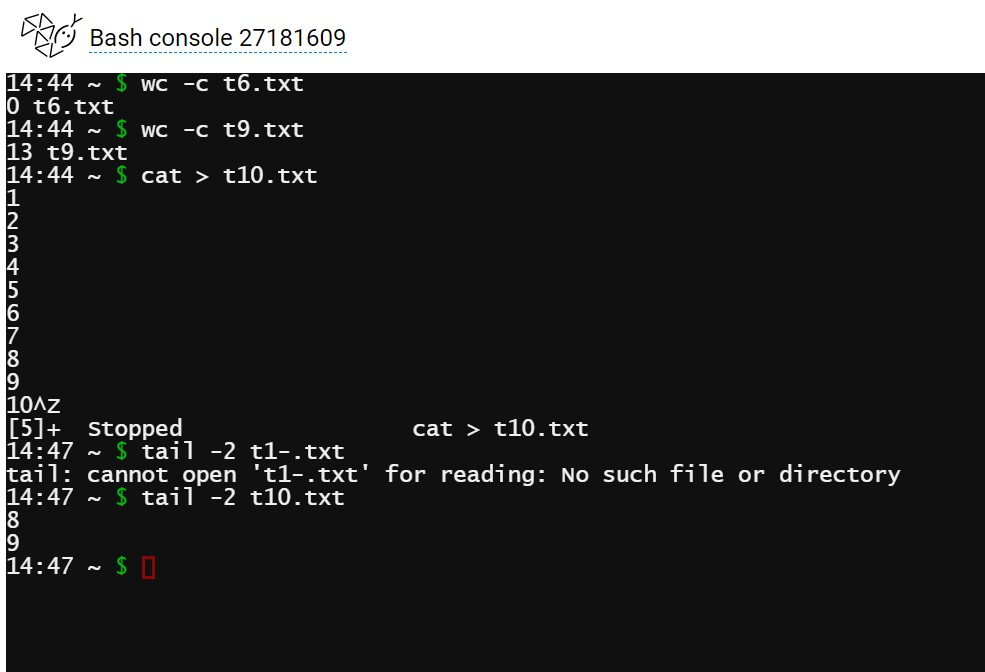 Bash console 27181609
14:44 ~ $ wc -c t6.txt
0 t6.txt
14:44 ~ $ wc -c t9.txt
13 t9.txt
14:44 ~ $ cat > t10.txt
1
2
3
4
5
6
7
8
9
10^Z
[5]+  Stopped                 cat > t10.txt
14:47 ~ $ tail -2 t1-.txt
tail: cannot open 't1-.txt' for reading: No such file or directory
14:47 ~ $ tail -2 t10.txt
8
9
14:47 ~ $